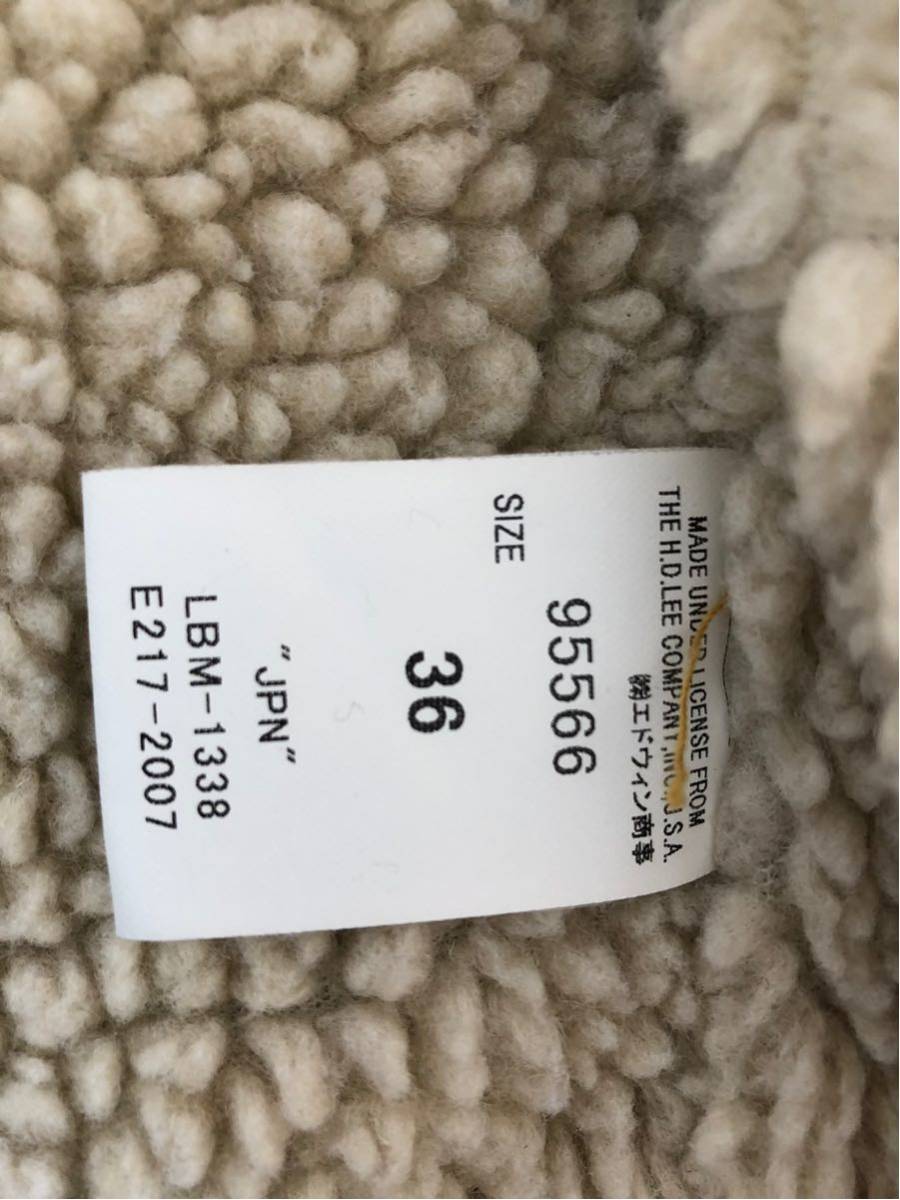 MADE UNDER LICENSE FROM
THE H.D.LEE COMPANY,INC.,U.S.A.
㈱エドウィン商事
95566
SIZE
36
"JPN"
LBM-1338
E217-2007